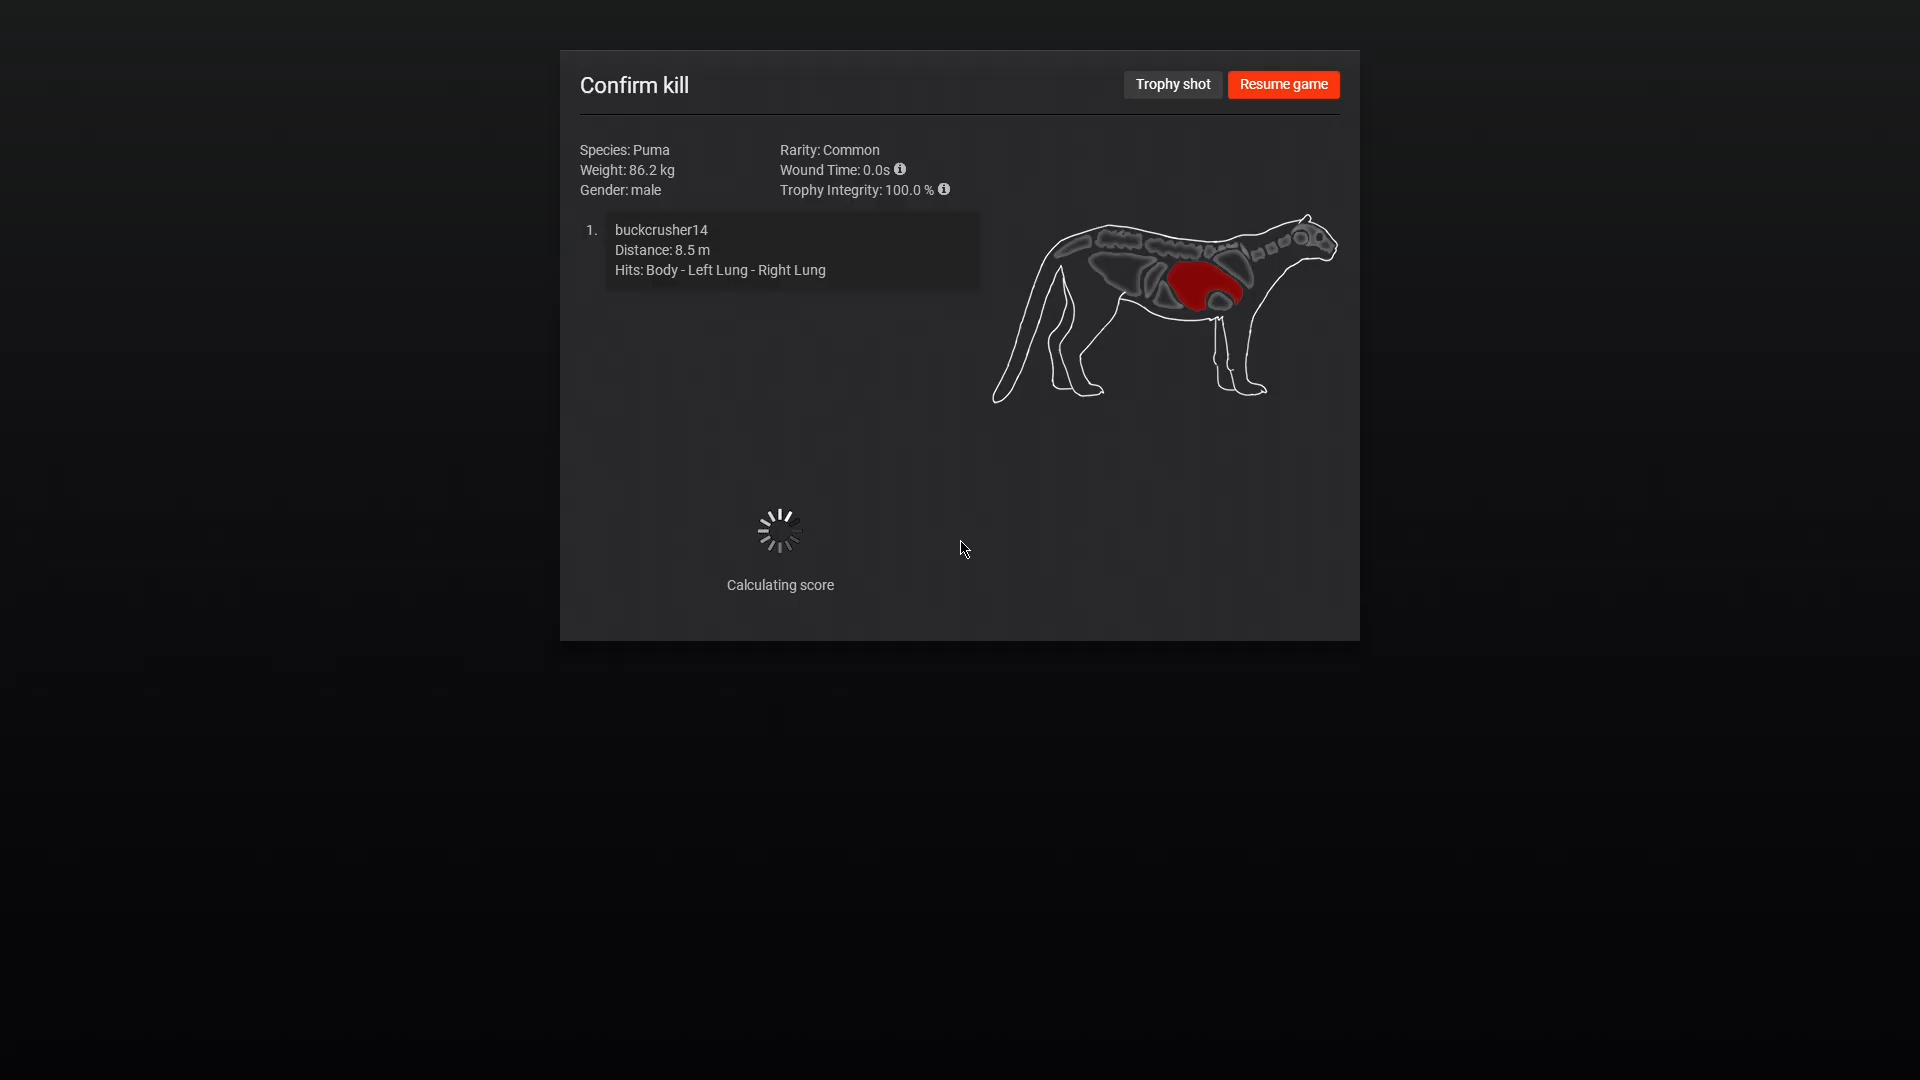 Confirm kill
Trophy shot
Resume game
Species: Puma
Weight: 86.2 kg
Gender: male
Rarity: Common
Wound Time: 0.0s
Trophy Integrity: 100.0 %
1.
buckcrusher14
Distance: 8.5 m
Hits: Body - Left Lung - Right Lung
Calculating score